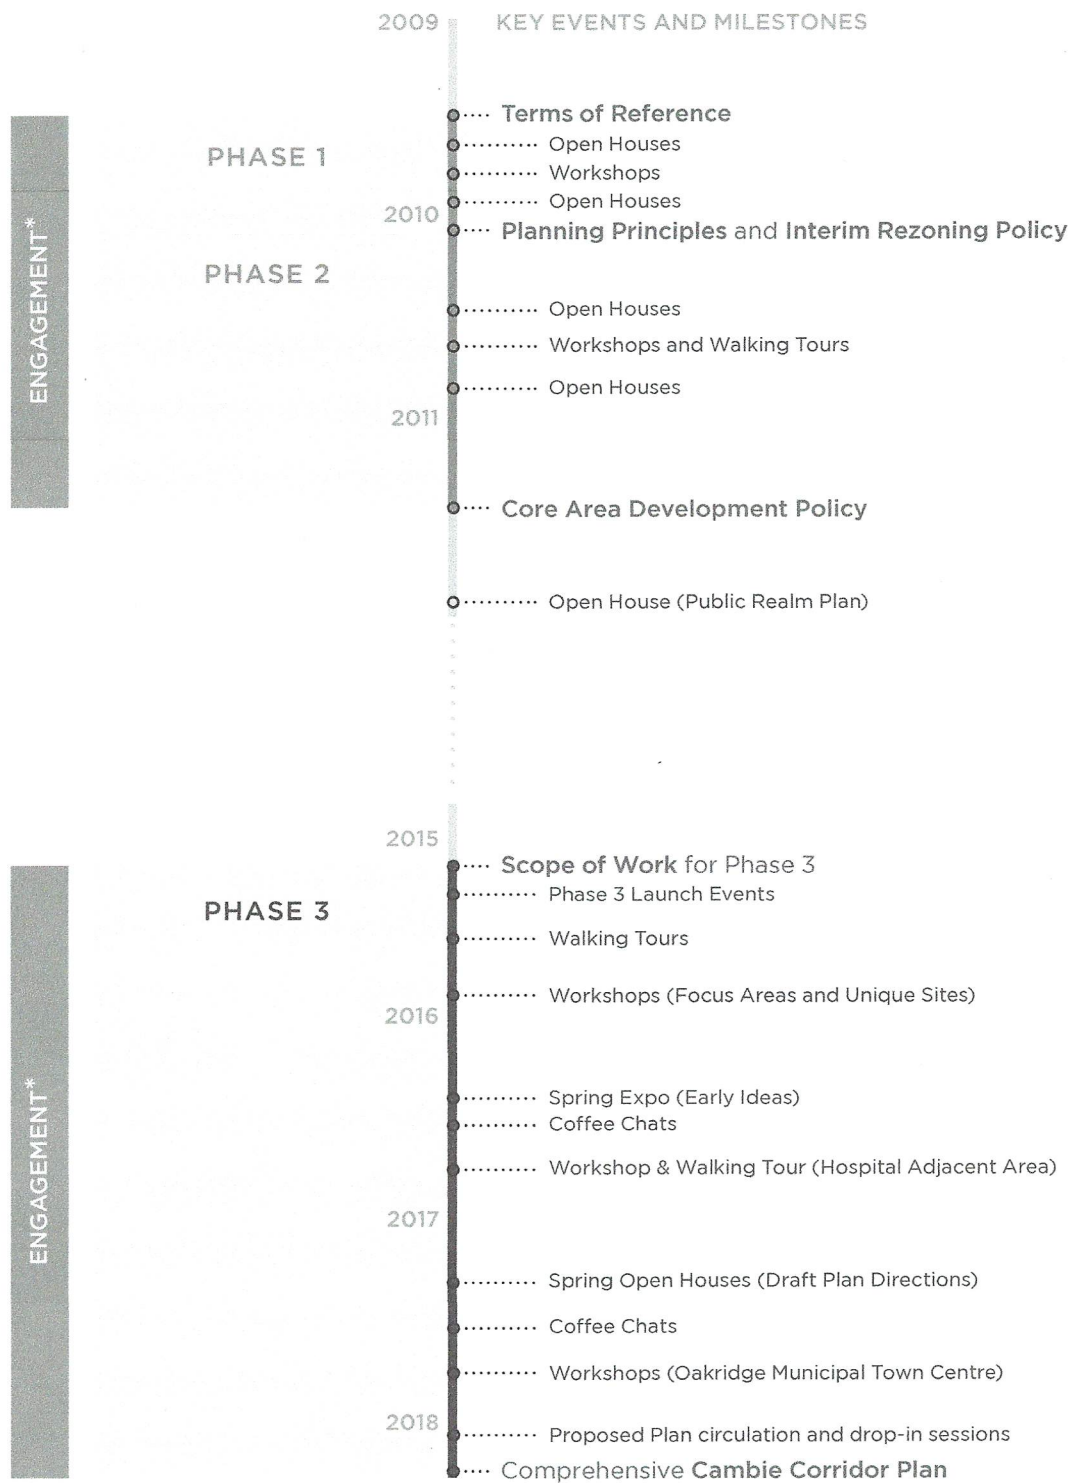 2009 KEY EVENTS AND MILESTONES
Terms of Reference
Open Houses
PHASE 1
Workshops
Open Houses
2010
Planning Principles and Interim Rezoning Policy
PHASE 2
Open Houses
ENGAGEMENT*
Workshops and Walking Tours
Open Houses
2011
Core Area Development Policy
Open House (Public Realm Plan)
2015
Scope of Work for Phase 3
Phase 3 Launch Events
PHASE 3
Walking Tours
Workshops (Focus Areas and Unique Sites)
2016
Spring Expo (Early Ideas)
Coffee Chats
ENGAGEMENT*
Workshop & Walking Tour (Hospital Adjacent Area)
2017
Spring Open Houses (Draft Plan Directions)
Coffee Chats
Workshops (Oakridge Municipal Town Centre)
2018
Proposed Plan circulation and drop-in sessions
Comprehensive Cambie Corridor Plan